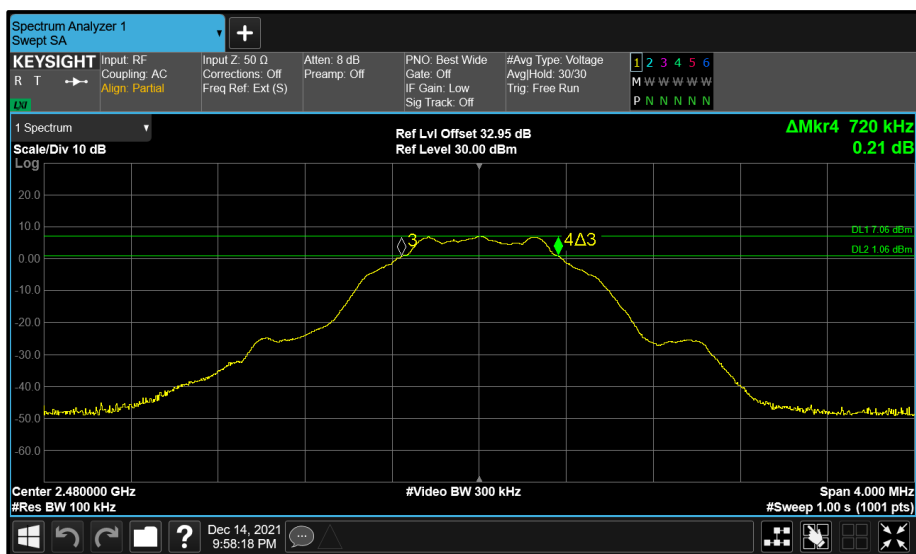 Spectrum Analyzer 1
Swept SA
KEYSIGHT
R T
LXI
Input: RF
Coupling: AC
Align: Partial
Input Z: 50 Ω
Corrections: Off
Freq Ref: Ext (S)
Atten: 8 dB
Preamp: Off
PNO: Best Wide
Gate: Off
IF Gain: Low
Sig Track: Off
#Avg Type: Voltage
Avg|Hold: 30/30
Trig: Free Run
1 2 3 4 5 6
M W W W W W
P N N N N N
1 Spectrum
Scale/Div 10 dB
Log
Ref Lvl Offset 32.95 dB
Ref Level 30.00 dBm
ΔMkr4 720 kHz
0.21 dB
20.0
10.0
0.00
-10.0
-20.0
-30.0
-40.0
-50.0
-60.0
3
4Δ3
DL1 7.06 dBm
DL2 1.06 dBm
Center 2.480000 GHz
#Res BW 100 kHz
#Video BW 300 kHz
Span 4.000 MHz
#Sweep 1.00 s (1001 pts)
?
Dec 14, 2021
9:58:18 PM